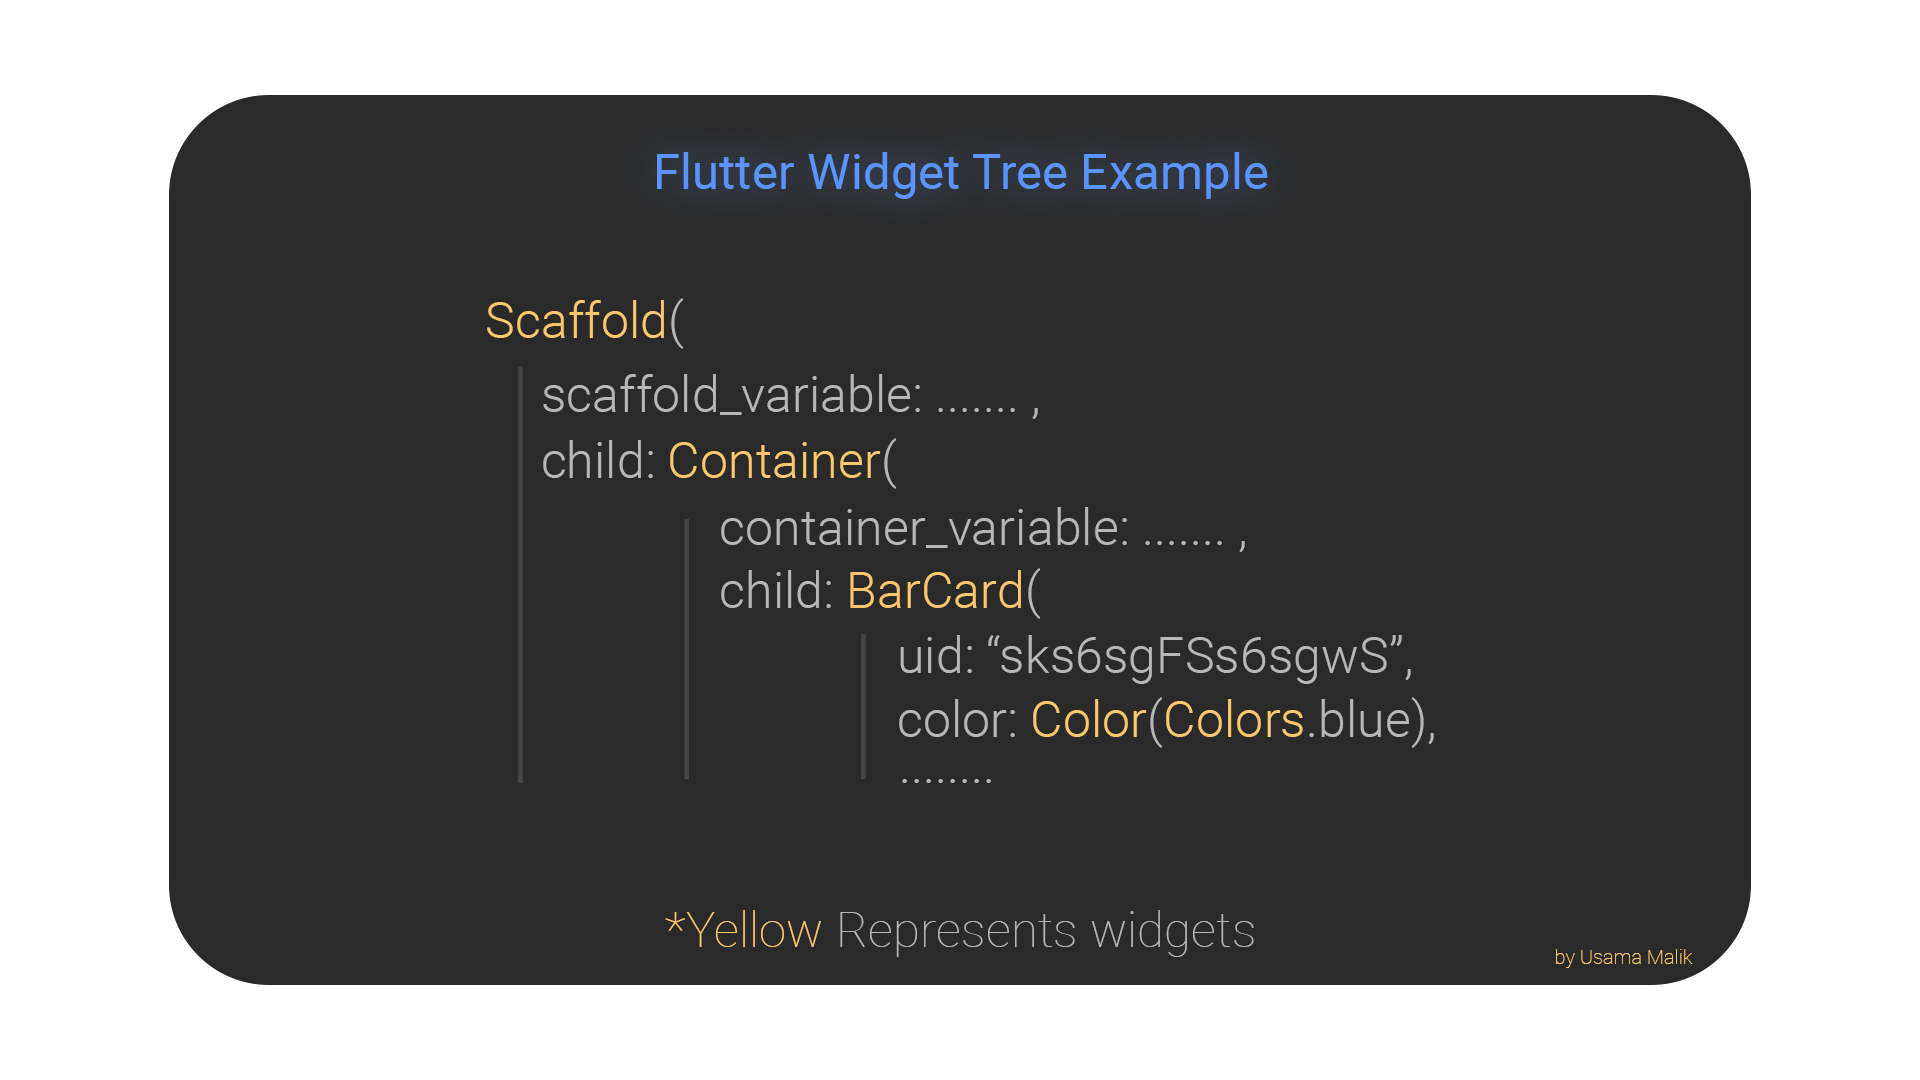 Flutter Widget Tree Example
Scaffold(
scaffold_variable: ....... ,
child: Container(
container_variable: ....... ,
child: BarCard(
uid: “sks6sgFSs6sgwS”,
color: Color(Colors.blue),
........
*Yellow Represents widgets
by Usama Malik